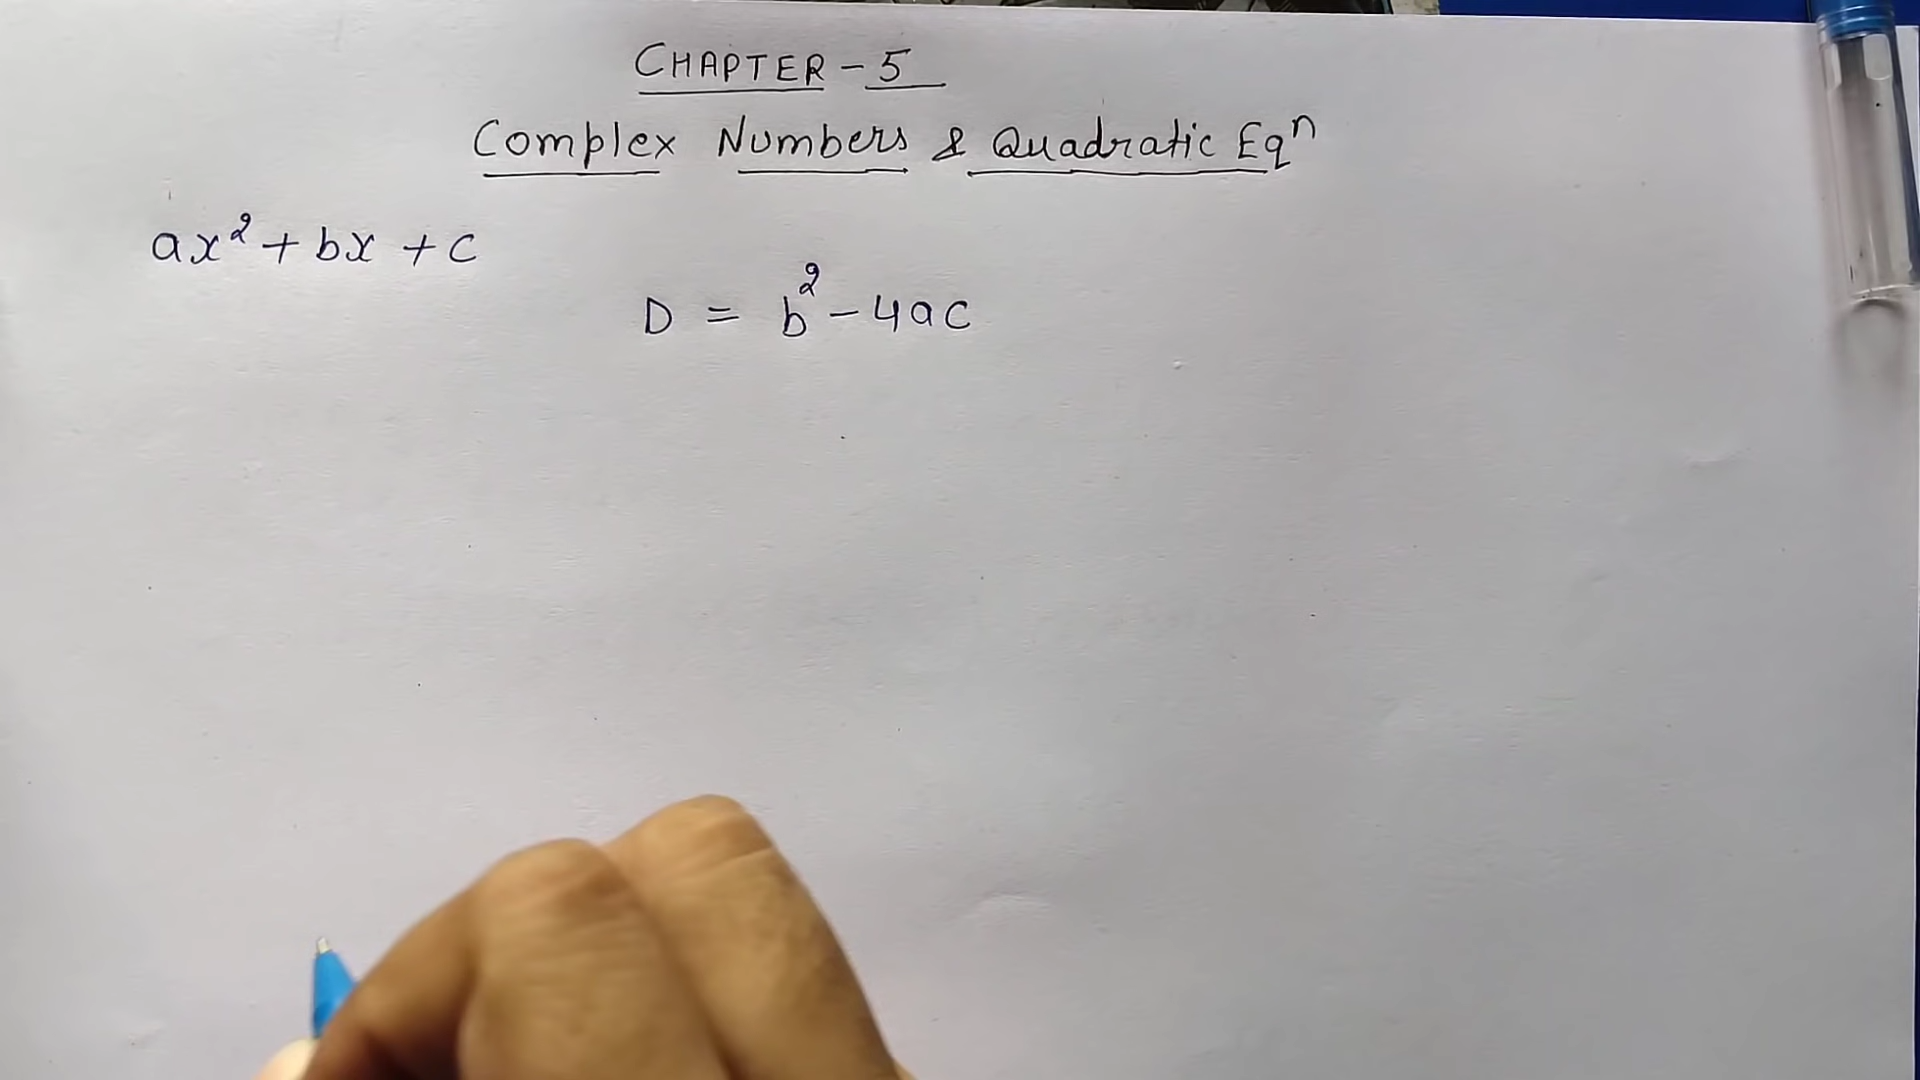 CHAPTER - 5
Complex Numbers & Quadratic Eqⁿ
ax² + bx + c
D = b² - 4ac